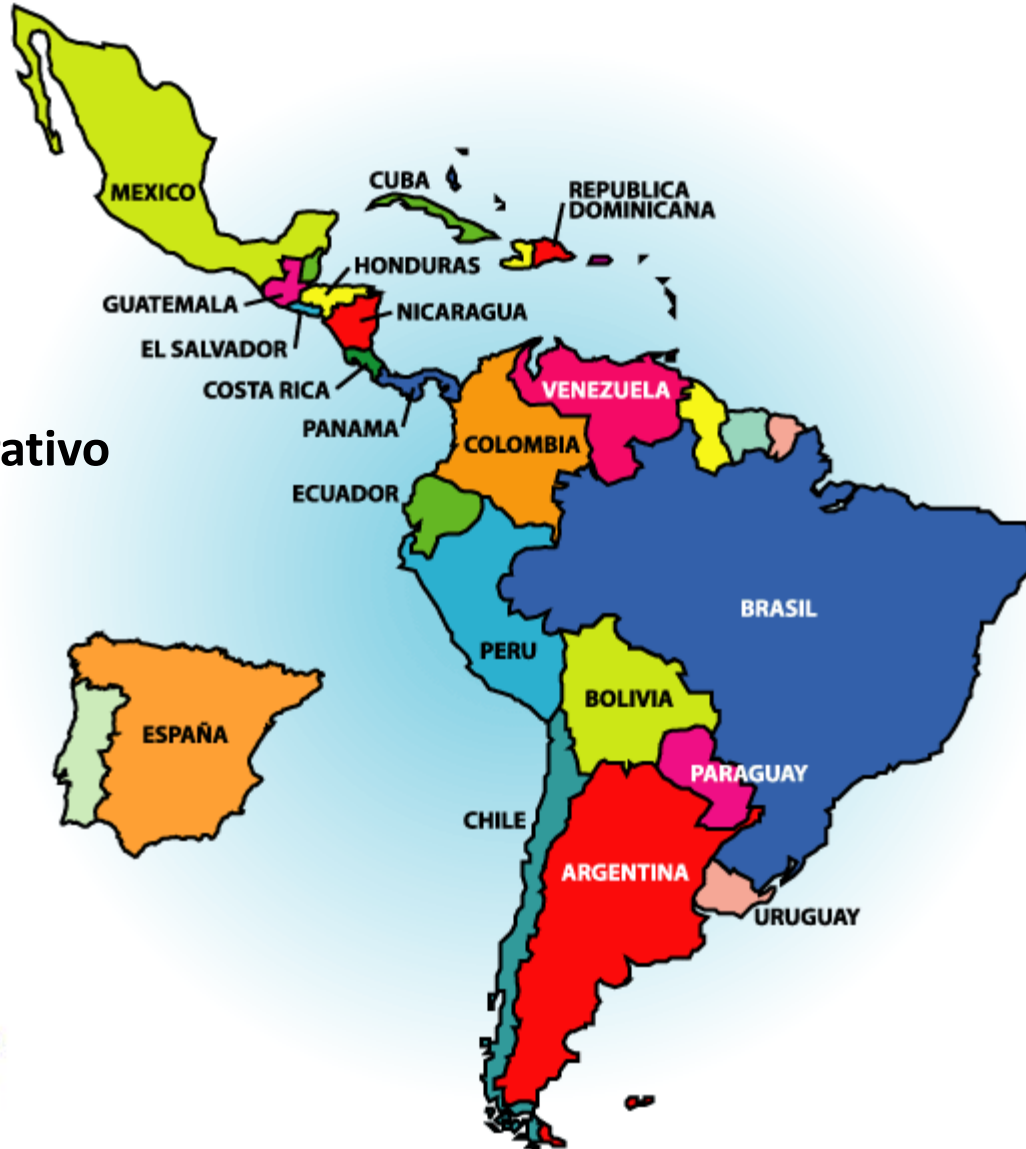 MEXICO
CUBA
REPUBLICA
DOMINICANA
HONDURAS
GUATEMALA
NICARAGUA
EL SALVADOR
COSTA RICA
VENEZUELA
PANAMA
COLOMBIA
ativo
ECUADOR
BRASIL
PERU
BOLIVIA
ESPAÑA
PARAGUAY
CHILE
ARGENTINA
URUGUAY